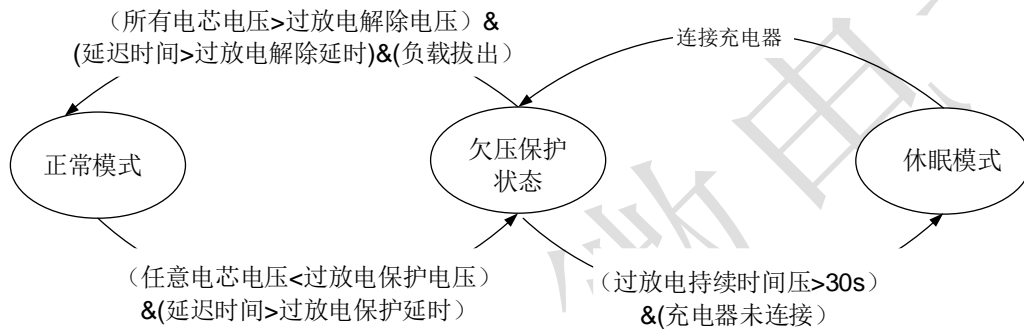 （所有电芯电压>过放电解除电压）&
(延迟时间>过放电解除延时)&(负载拔出）
连接充电器
正常模式
欠压保护
状态
休眠模式
（任意电芯电压<过放电保护电压）
&(延迟时间>过放电保护延时）
（过放电持续时间压>30s）
&(充电器未连接）